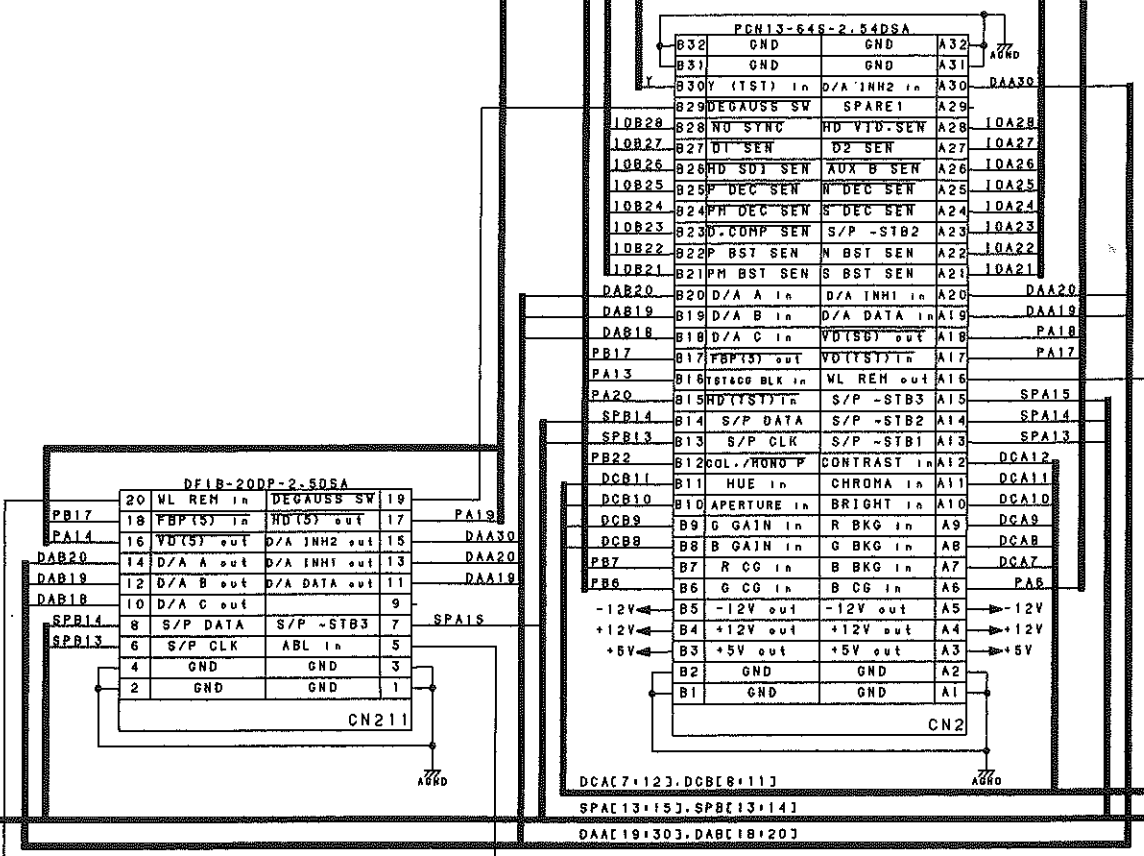 PCN13-64S-2.54DSA
B32 GND GND A32
AGND
B31 GND GND A31
Y B30 Y (TST) in D/A INH2 in A30 DAA30
B29 DEGAUSS SW SPARE1 A29
IOB28 B28 NO SYNC HD VID.SEN A28 IOA28
IOB27 B27 D1 SEN D2 SEN A27 IOA27
IOB26 B26 HD SDI SEN AUX B SEN A26 IOA26
IOB25 B25 P DEC SEN N DEC SEN A25 IOA25
IOB24 B24 PM DEC SEN S DEC SEN A24 IOA24
IOB23 B23 D.COMP SEN S/P ~STB2 A23 IOA23
IOB22 B22 P BST SEN N BST SEN A22 IOA22
IOB21 B21 PM BST SEN S BST SEN A21 IOA21
DAB20 B20 D/A A in D/A INH1 in A20 DAA20
DAB19 B19 D/A B in D/A DATA in A19 DAA19
DAB18 B18 D/A C in VD(SG) out A18 PA18
PB17 B17 FBP(S) out VD(TST)in A17 PA17
PA13 B16 TST&CG BLK in WL REM out A16
PA20 B15 HD(TST)in S/P ~STB3 A15 SPA15
SPB14 B14 S/P DATA S/P ~STB2 A14 SPA14
SPB13 B13 S/P CLK S/P ~STB1 A13 SPA13
PB22 B12 COL./MONO P CONTRAST in A12 DCA12
DCB11 B11 HUE in CHROMA in A11 DCA11
DCB10 B10 APERTURE in BRIGHT in A10 DCA10
DCB9 B9 G GAIN in R BKG in A9 DCA9
DCB8 B8 B GAIN in G BKG in A8 DCA8
PB7 B7 R CG in B BKG in A7 DCA7
PB6 B6 G CG in B CG in A6 PA6
-12V B5 -12V out -12V out A5 -12V
+12V B4 +12V out +12V out A4 +12V
+5V B3 +5V out +5V out A3 +5V
B2 GND GND A2
B1 GND GND A1
CN2
AGND
DF1B-20DP-2.5DSA
20 WL REM in DEGAUSS SW 19
PB17 18 FBP(S) in HD(S) out 17 PA19
PA14 16 VD(S) out D/A INH2 out 15 DAA30
DAB20 14 D/A A out D/A INH1 out 13 DAA20
DAB19 12 D/A B out D/A DATA out 11 DAA19
DAB18 10 D/A C out 9
SPB14 8 S/P DATA S/P ~STB3 7 SPA15
SPB13 6 S/P CLK ABL in 5
4 GND GND 3
2 GND GND 1
CN211
AGND
DCA[7:12],DCB[8:11]
SPA[13:15],SPB[13:14]
DAA[19:30],DAB[18:20]